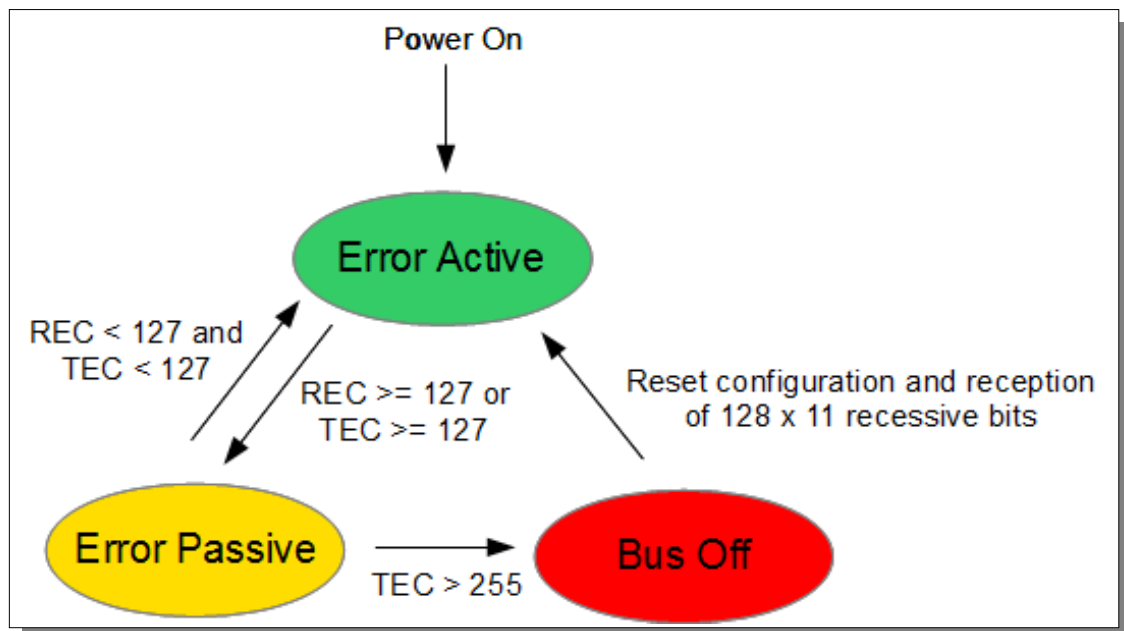 Power On
Error Active
REC < 127 and
TEC < 127
REC >= 127 or
TEC >= 127
Reset configuration and reception
of 128 x 11 recessive bits
Error Passive
TEC > 255
Bus Off